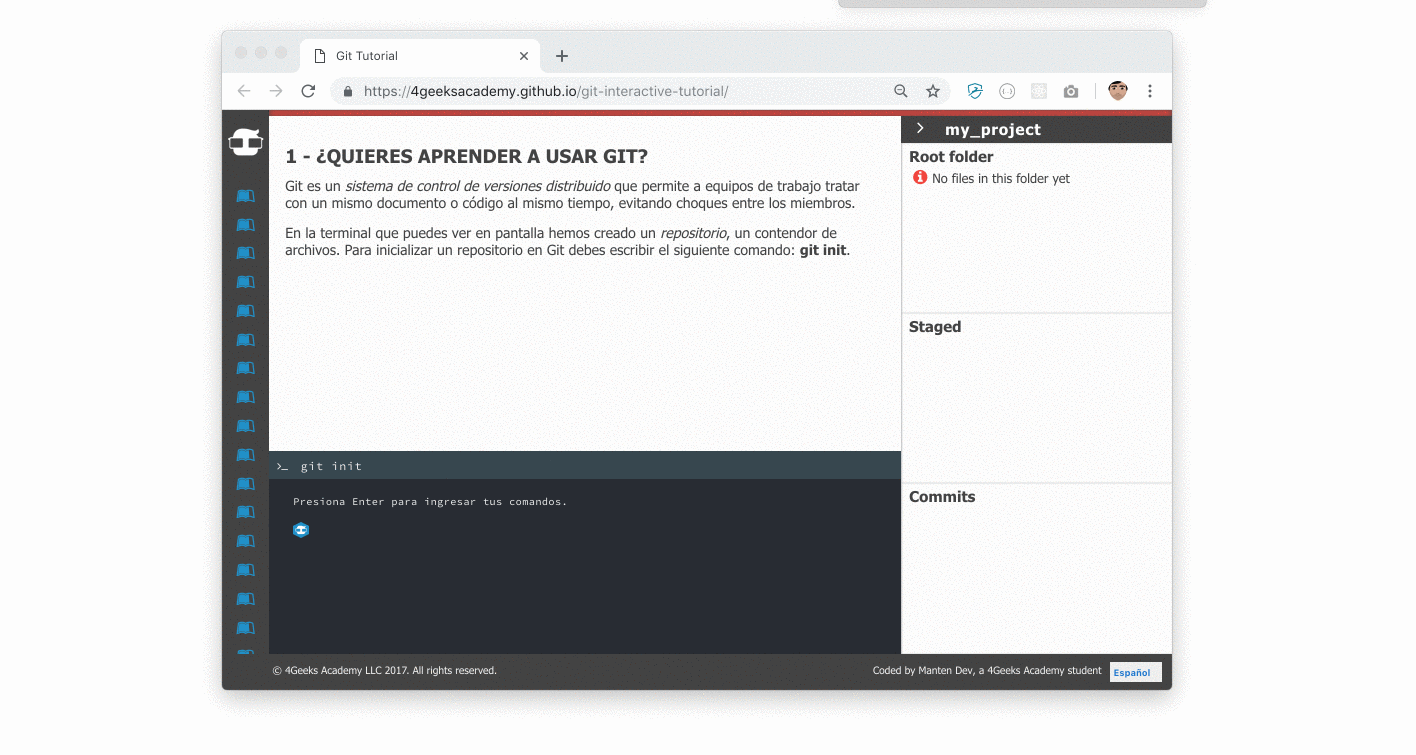 Git Tutorial
https://4geeksacademy.github.io/git-interactive-tutorial/
1 - ¿QUIERES APRENDER A USAR GIT?
Git es un sistema de control de versiones distribuido que permite a equipos de trabajo tratar
con un mismo documento o código al mismo tiempo, evitando choques entre los miembros.
En la terminal que puedes ver en pantalla hemos creado un repositorio, un contendor de
archivos. Para inicializar un repositorio en Git debes escribir el siguiente comando: git init.
>_ git init
Presiona Enter para ingresar tus comandos.
my_project
Root folder
No files in this folder yet
Staged
Commits
© 4Geeks Academy LLC 2017. All rights reserved.
Coded by Manten Dev, a 4Geeks Academy student
Español